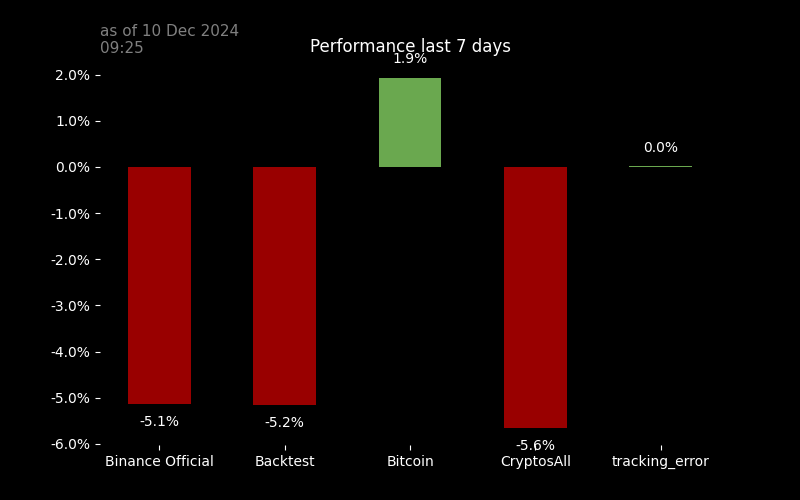 as of 10 Dec 2024
09:25
Performance last 7 days
1.9%
2.0%
1.0%
0.0%
0.0%
-1.0%
-2.0%
-3.0%
-4.0%
-5.0%
-5.1%
-5.2%
-5.6%
-6.0%
Binance Official
Backtest
Bitcoin
CryptosAll
tracking_error